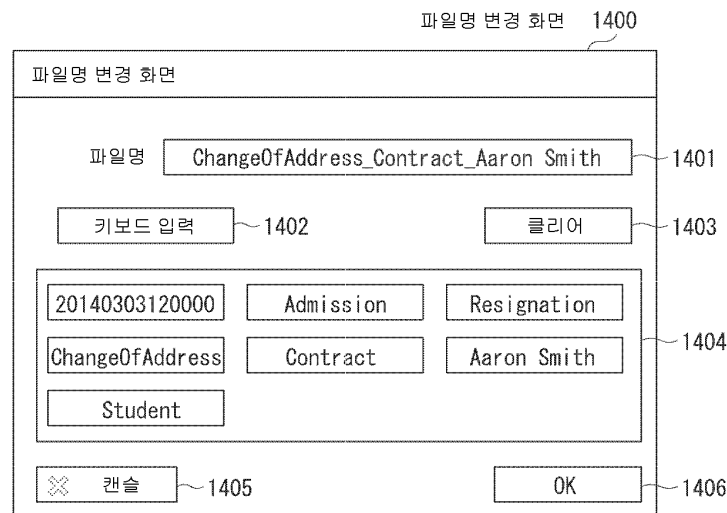 파일명 변경 화면 1400
파일명 변경 화면
파일명 ChangeOfAddress_Contract_Aaron Smith 1401
키보드 입력 1402 클리어 1403
20140303120000 Admission Resignation
ChangeOfAddress Contract Aaron Smith 1404
Student
캔슬 1405 OK 1406